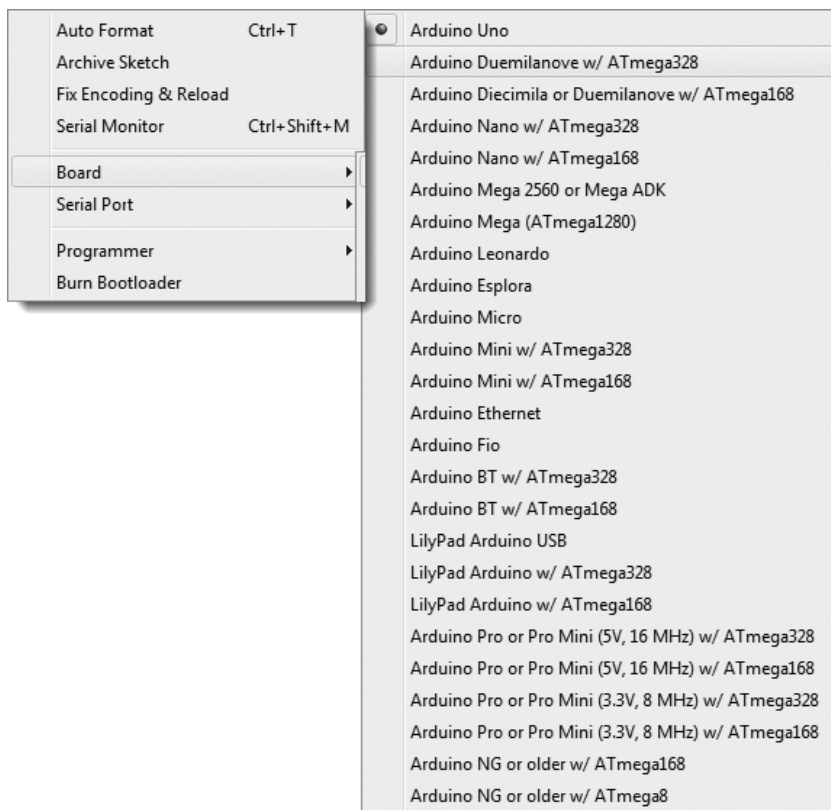 Auto Format Ctrl+T
Archive Sketch
Fix Encoding & Reload
Serial Monitor Ctrl+Shift+M
Board
Serial Port
Programmer
Burn Bootloader
Arduino Uno
Arduino Duemilanove w/ ATmega328
Arduino Diecimila or Duemilanove w/ ATmega168
Arduino Nano w/ ATmega328
Arduino Nano w/ ATmega168
Arduino Mega 2560 or Mega ADK
Arduino Mega (ATmega1280)
Arduino Leonardo
Arduino Esplora
Arduino Micro
Arduino Mini w/ ATmega328
Arduino Mini w/ ATmega168
Arduino Ethernet
Arduino Fio
Arduino BT w/ ATmega328
Arduino BT w/ ATmega168
LilyPad Arduino USB
LilyPad Arduino w/ ATmega328
LilyPad Arduino w/ ATmega168
Arduino Pro or Pro Mini (5V, 16 MHz) w/ ATmega328
Arduino Pro or Pro Mini (5V, 16 MHz) w/ ATmega168
Arduino Pro or Pro Mini (3.3V, 8 MHz) w/ ATmega328
Arduino Pro or Pro Mini (3.3V, 8 MHz) w/ ATmega168
Arduino NG or older w/ ATmega168
Arduino NG or older w/ ATmega8